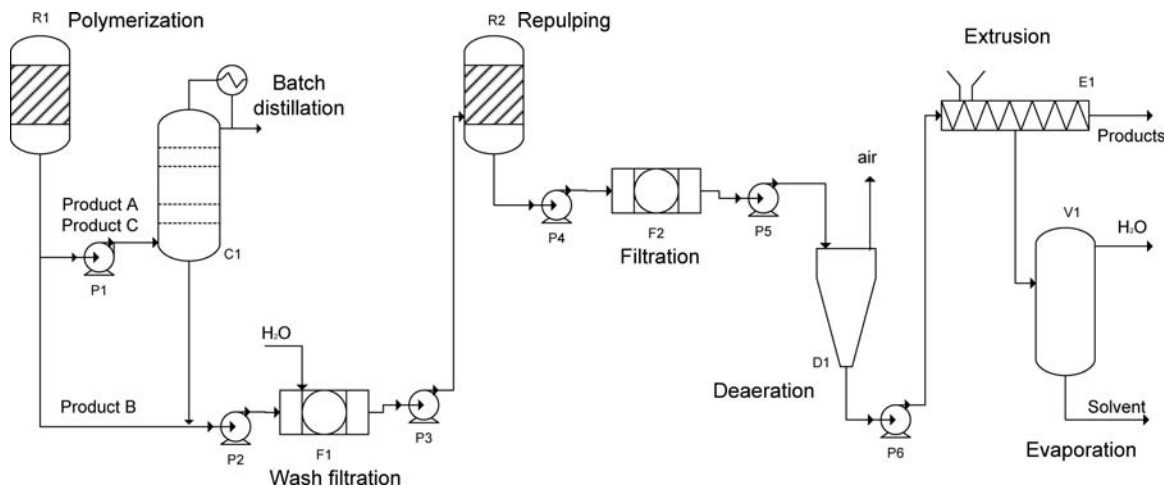 R1
Polymerization
Batch
distillation
Product A
Product C
P1
C1
Product B
P2
H₂O
F1
Wash filtration
P3
R2
Repulping
P4
F2
Filtration
P5
air
D1
Deaeration
P6
Extrusion
E1
Products
V1
H₂O
Solvent
Evaporation